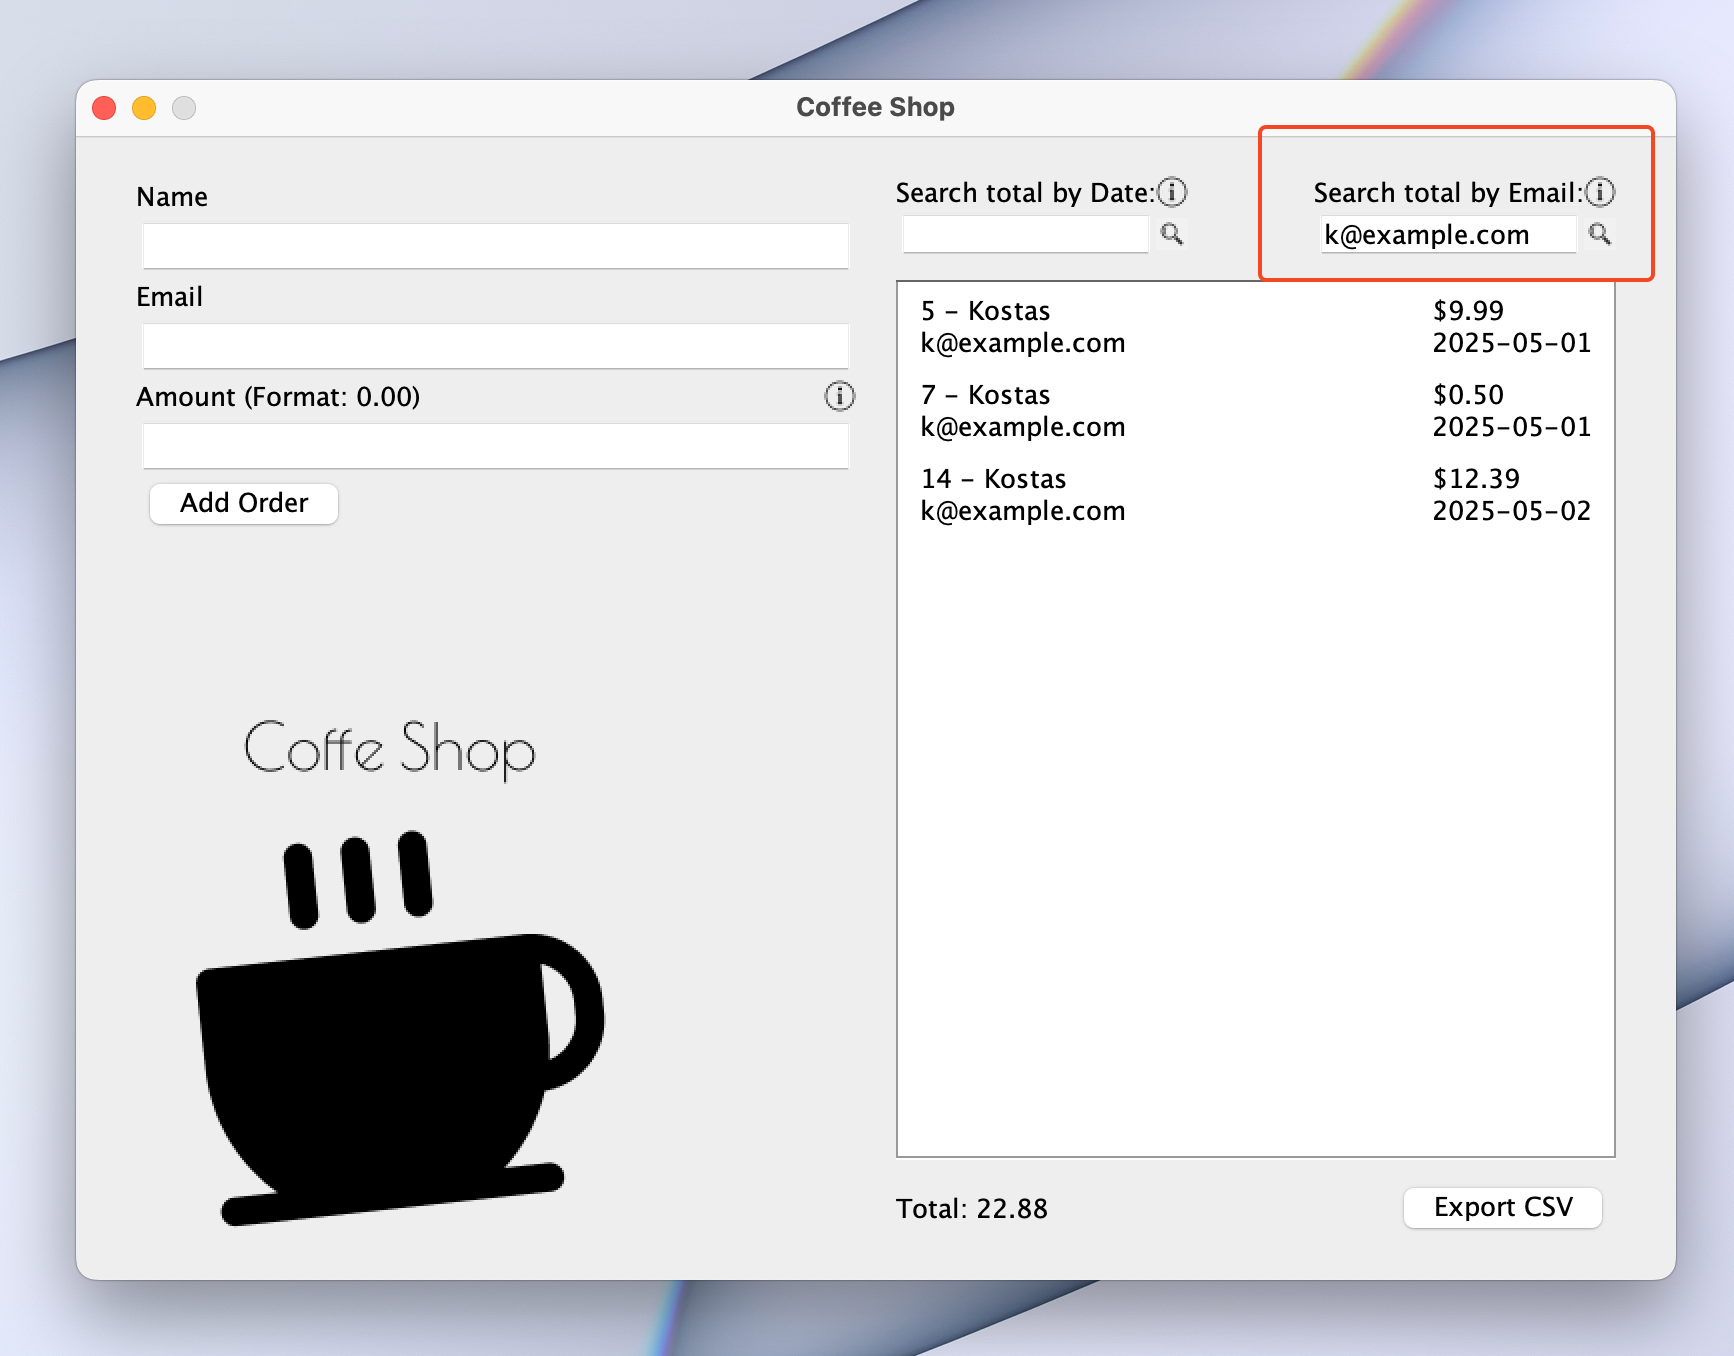 Coffee Shop
Name
Email
Amount (Format: 0.00)
Add Order
Coffe Shop
Search total by Date:
Search total by Email:
k@example.com
5 - Kostas $9.99
k@example.com 2025-05-01
7 - Kostas $0.50
k@example.com 2025-05-01
14 - Kostas $12.39
k@example.com 2025-05-02
Total: 22.88
Export CSV